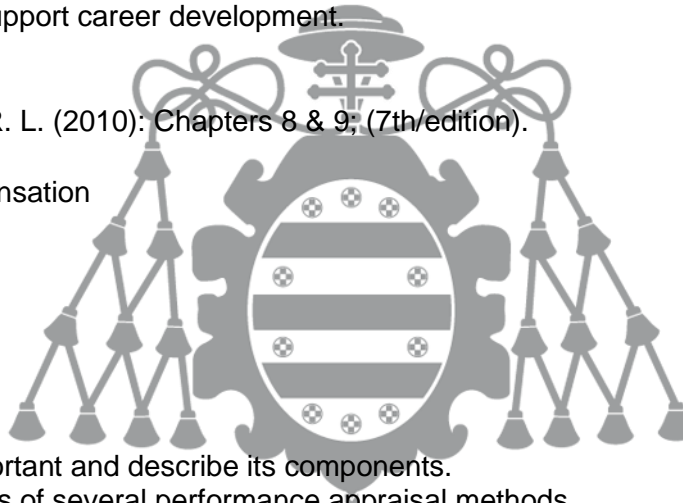 upport career development.
R. L. (2010): Chapters 8 & 9; (7th/edition).
nsation
ortant and describe its components.
s of several performance appraisal methods